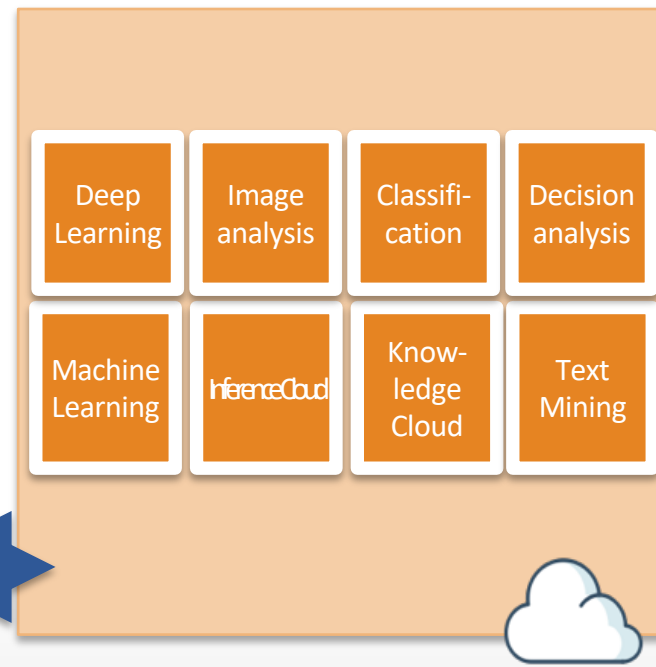 Deep
Learning
Image
analysis
Classifi-
cation
Decision
analysis
Machine
Learning
InferenceCloud
Know-
ledge
Cloud
Text
Mining